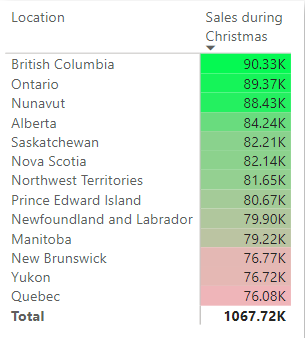 Location Sales during
Christmas
British Columbia 90.33K
Ontario 89.37K
Nunavut 88.43K
Alberta 84.24K
Saskatchewan 82.21K
Nova Scotia 82.14K
Northwest Territories 81.65K
Prince Edward Island 80.67K
Newfoundland and Labrador 79.90K
Manitoba 79.22K
New Brunswick 76.77K
Yukon 76.72K
Quebec 76.08K
Total 1067.72K